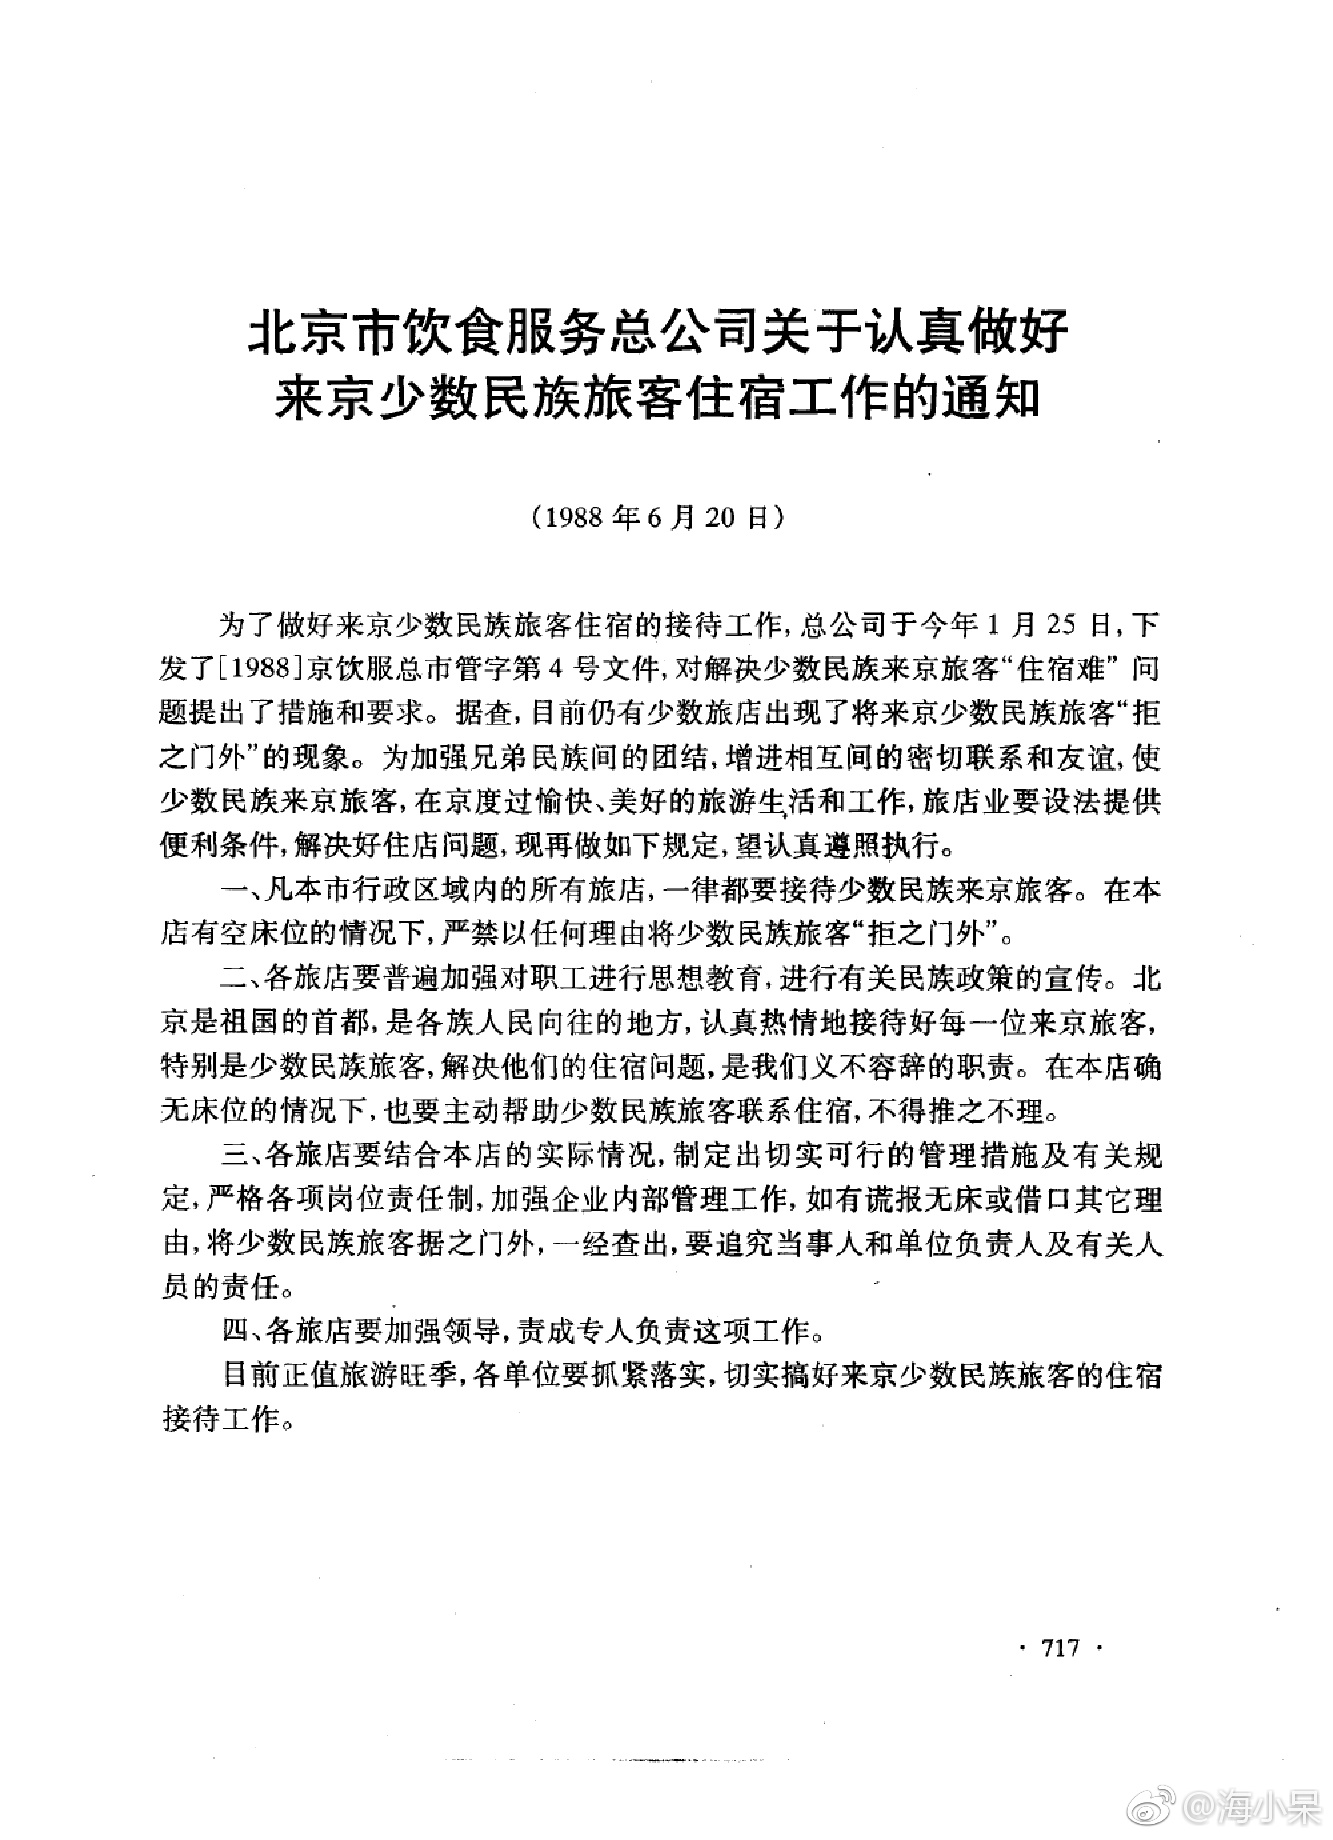 北京市饮食服务总公司关于认真做好
来京少数民族旅客住宿工作的通知
(1988 年 6 月 20 日)
为了做好来京少数民族旅客住宿的接待工作,总公司于今年 1 月 25 日,下
发了[1988]京饮服总市管字第 4 号文件,对解决少数民族来京旅客“住宿难”问
题提出了措施和要求。据查,目前仍有少数旅店出现了将来京少数民族旅客“拒
之门外”的现象。为加强兄弟民族间的团结,增进相互间的密切联系和友谊,使
少数民族来京旅客,在京度过愉快、美好的旅游生活和工作,旅店业要设法提供
便利条件,解决好住店问题,现再做如下规定,望认真遵照执行。
一、凡本市行政区域内的所有旅店,一律都要接待少数民族来京旅客。在本
店有空床位的情况下,严禁以任何理由将少数民族旅客“拒之门外”。
二、各旅店要普遍加强对职工进行思想教育,进行有关民族政策的宣传。北
京是祖国的首都,是各族人民向往的地方,认真热情地接待好每一位来京旅客,
特别是少数民族旅客,解决他们的住宿问题,是我们义不容辞的职责。在本店确
无床位的情况下,也要主动帮助少数民族旅客联系住宿,不得推之不理。
三、各旅店要结合本店的实际情况,制定出切实可行的管理措施及有关规
定,严格各项岗位责任制,加强企业内部管理工作,如有谎报无床或借口其它理
由,将少数民族旅客据之门外,一经查出,要追究当事人和单位负责人及有关人
员的责任。
四、各旅店要加强领导,责成专人负责这项工作。
目前正值旅游旺季,各单位要抓紧落实,切实搞好来京少数民族旅客的住宿
接待工作。
· 717 ·
@海小呆